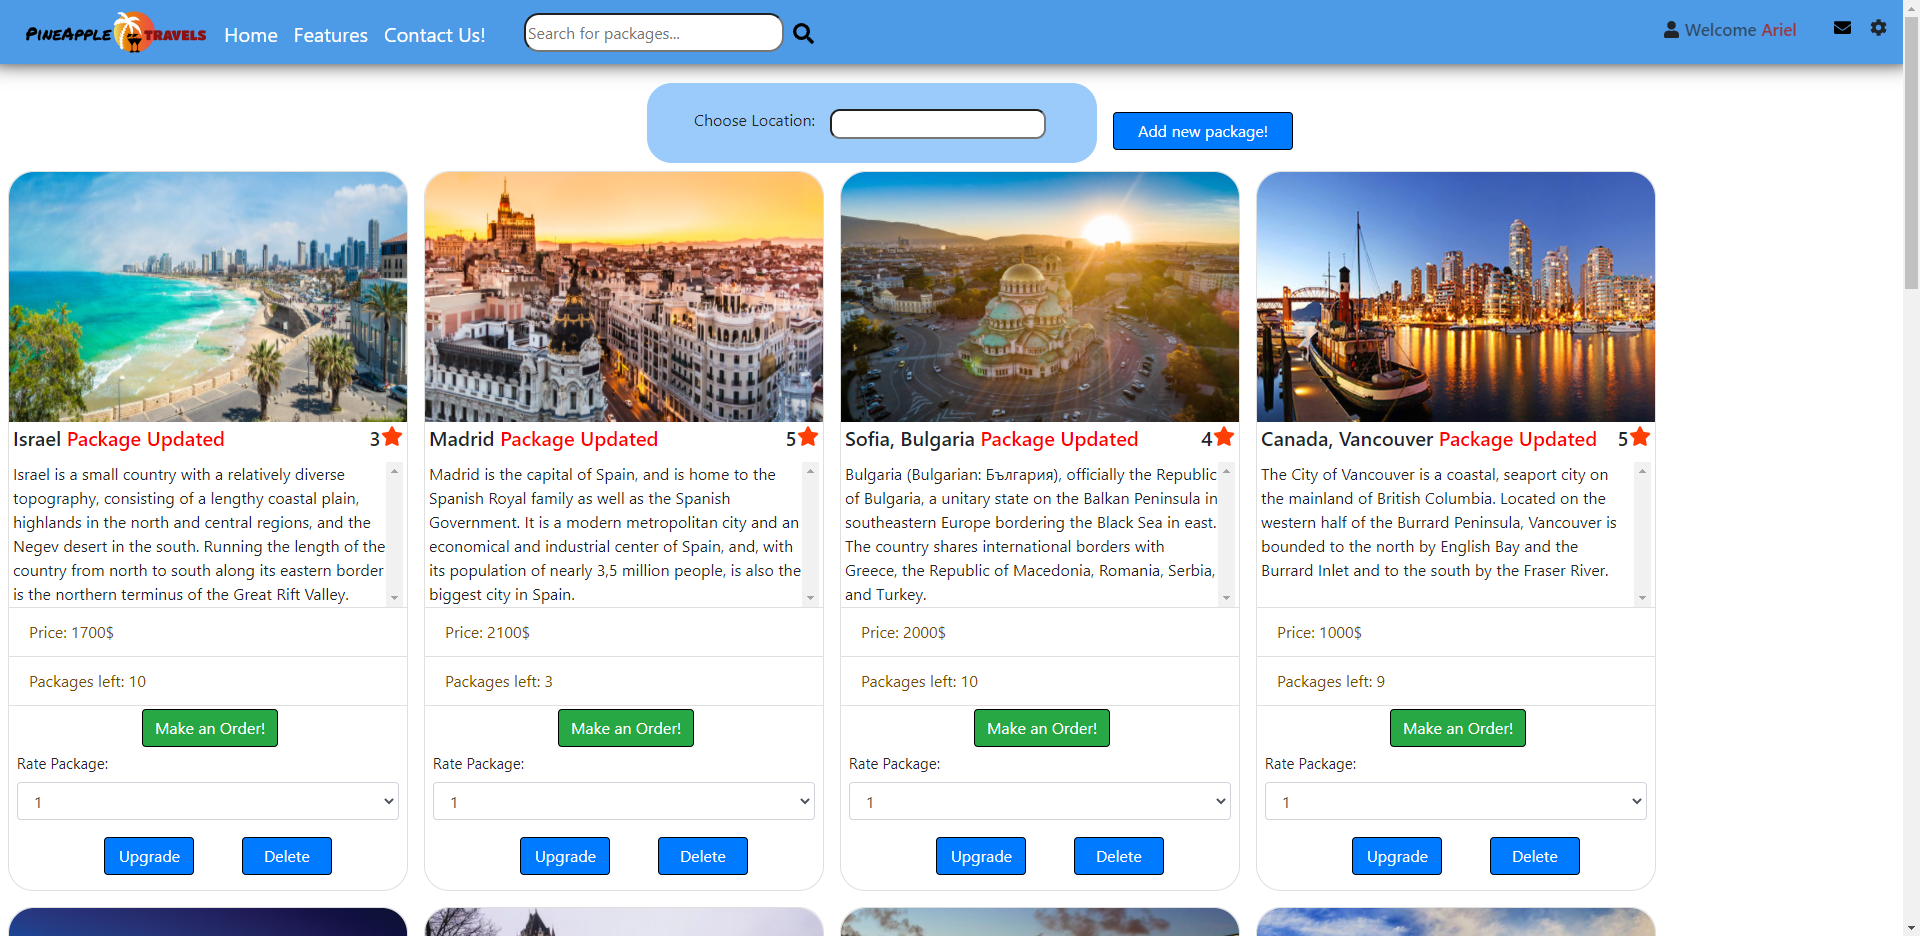 PineApple TRAVELS Home Features Contact Us! Search for packages... Welcome Ariel
Choose Location: Add new package!
Israel Package Updated 3
Israel is a small country with a relatively diverse
topography, consisting of a lengthy coastal plain,
highlands in the north and central regions, and the
Negev desert in the south. Running the length of the
country from north to south along its eastern border
is the northern terminus of the Great Rift Valley.
Price: 1700$
Packages left: 10
Make an Order!
Rate Package:
1
Upgrade Delete
Madrid Package Updated 5
Madrid is the capital of Spain, and is home to the
Spanish Royal family as well as the Spanish
Government. It is a modern metropolitan city and an
economical and industrial center of Spain, and, with
its population of nearly 3,5 million people, is also the
biggest city in Spain.
Price: 2100$
Packages left: 3
Make an Order!
Rate Package:
1
Upgrade Delete
Sofia, Bulgaria Package Updated 4
Bulgaria (Bulgarian: България), officially the Republic
of Bulgaria, a unitary state on the Balkan Peninsula in
southeastern Europe bordering the Black Sea in east.
The country shares international borders with
Greece, the Republic of Macedonia, Romania, Serbia,
and Turkey.
Price: 2000$
Packages left: 10
Make an Order!
Rate Package:
1
Upgrade Delete
Canada, Vancouver Package Updated 5
The City of Vancouver is a coastal, seaport city on
the mainland of British Columbia. Located on the
western half of the Burrard Peninsula, Vancouver is
bounded to the north by English Bay and the
Burrard Inlet and to the south by the Fraser River.
Price: 1000$
Packages left: 9
Make an Order!
Rate Package:
1
Upgrade Delete